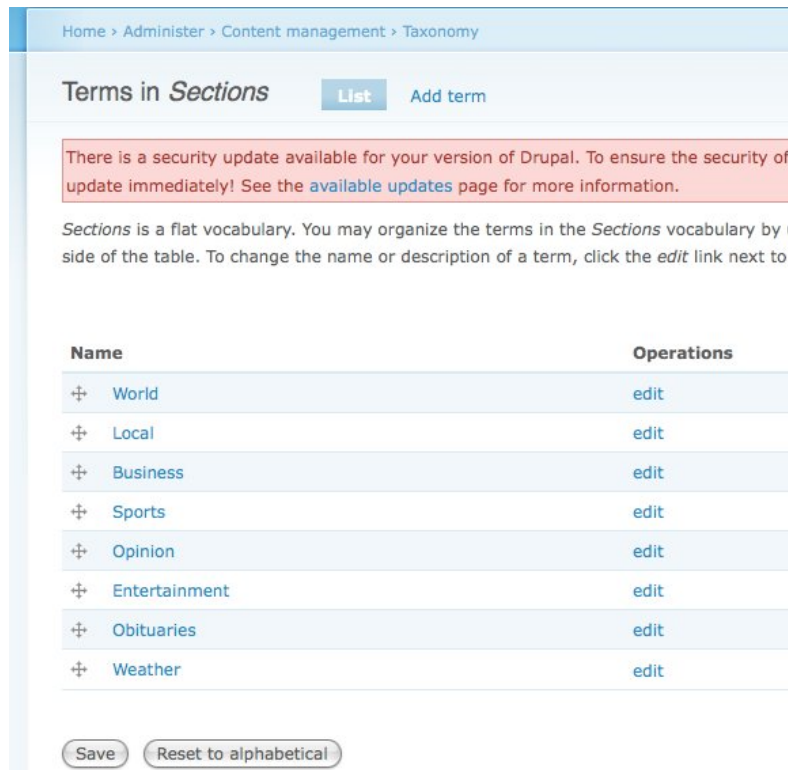 Home › Administer › Content management › Taxonomy
Terms in Sections List Add term
There is a security update available for your version of Drupal. To ensure the security of
update immediately! See the available updates page for more information.
Sections is a flat vocabulary. You may organize the terms in the Sections vocabulary by
side of the table. To change the name or description of a term, click the edit link next to
Name Operations
World edit
Local edit
Business edit
Sports edit
Opinion edit
Entertainment edit
Obituaries edit
Weather edit
Save Reset to alphabetical